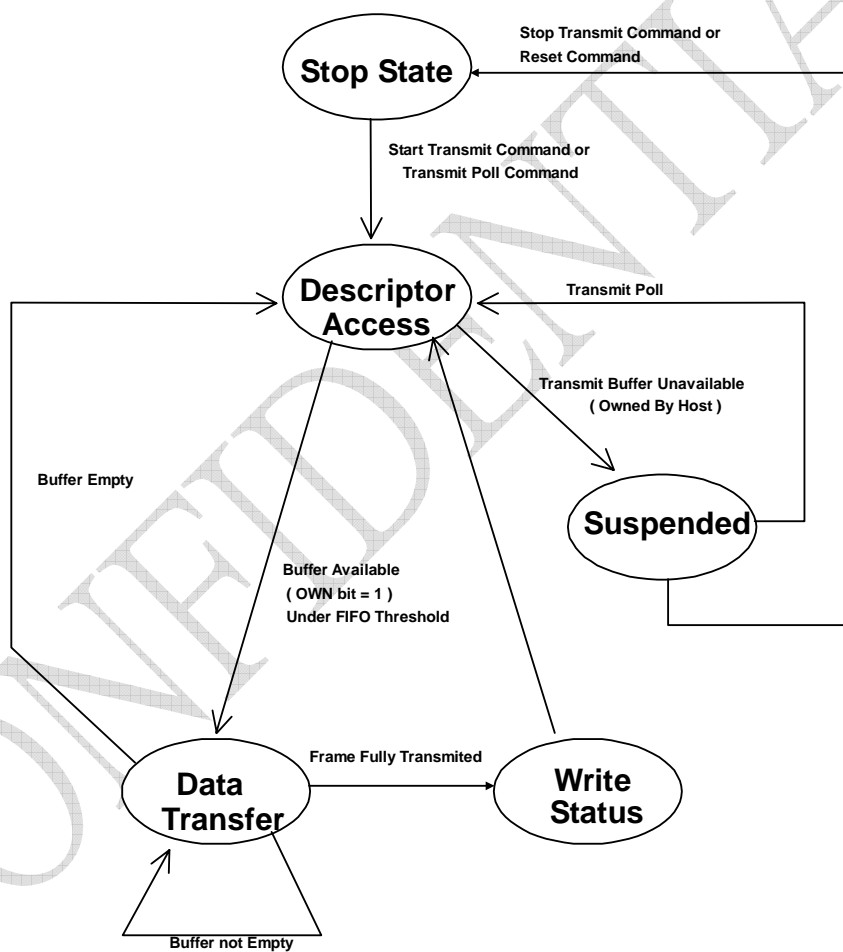 Stop Transmit Command or
Reset Command
Stop State
Start Transmit Command or
Transmit Poll Command
Descriptor
Access
Transmit Poll
Transmit Buffer Unavailable
( Owned By Host )
Buffer Empty
Suspended
Buffer Available
( OWN bit = 1 )
Under FIFO Threshold
Frame Fully Transmited
Data
Transfer
Write
Status
Buffer not Empty
ONFIDENTIA